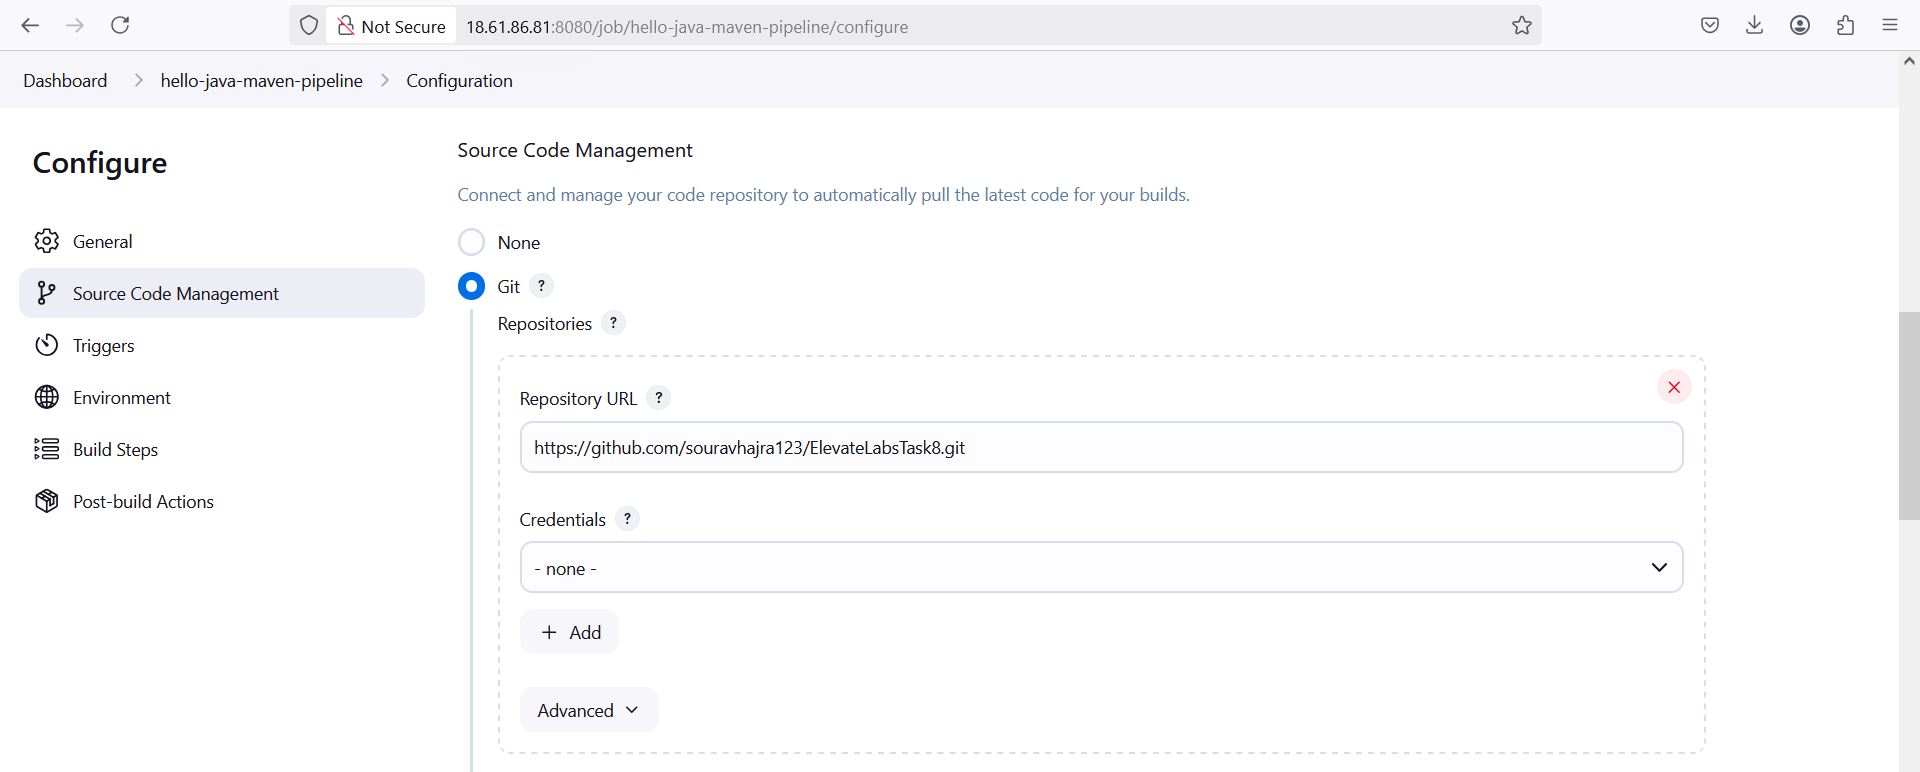 Not Secure 18.61.86.81:8080/job/hello-java-maven-pipeline/configure
Dashboard > hello-java-maven-pipeline > Configuration
Configure
General
Source Code Management
Triggers
Environment
Build Steps
Post-build Actions
Source Code Management
Connect and manage your code repository to automatically pull the latest code for your builds.
None
Git ?
Repositories ?
Repository URL ?
https://github.com/souravhajra123/ElevateLabsTask8.git
Credentials ?
- none -
+ Add
Advanced